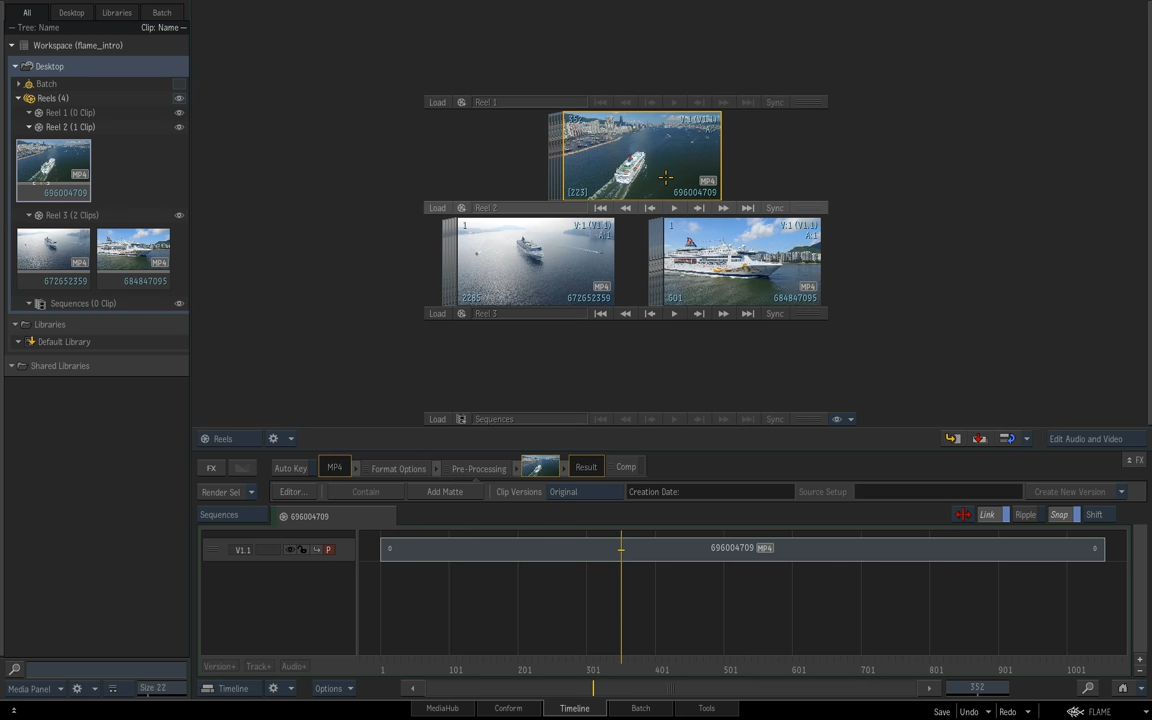 All Desktop Libraries Batch
Tree: Name Clip: Name
Workspace (flame_intro)
Desktop
Batch
Reels (4)
Reel 1 (0 Clip)
Reel 2 (1 Clip)
MP4
696004709
Reel 3 (2 Clips)
MP4 MP4
672652359 684847095
Sequences (0 Clip)
Libraries
Default Library
Shared Libraries
Media Panel Size 22
Load Reel 1 Sync
352 V:1 (V1.1)
MP4
[223] 696004709
Load Reel 2 Sync
1 V:1 (V1.1) 1 V:1 (V1.1)
A:1
MP4 MP4
2285 672652359 601 684847095
Load Reel 3 Sync
Load Sequences Sync
Reels Edit Audio and Video
FX Auto Key MP4 Format Options Pre-Processing Result Comp FX
Render Sel Editor... Contain Add Matte Clip Versions Original Creation Date: Source Setup Create New Version
Sequences 696004709 Link Ripple Snap Shift
V1.1 P 696004709 MP4
Version+ Track+ Audio+ 1 101 201 301 401 501 601 701 801 901 1001
Timeline Options 352
MediaHub Conform Timeline Batch Tools Save Undo Redo FLAME